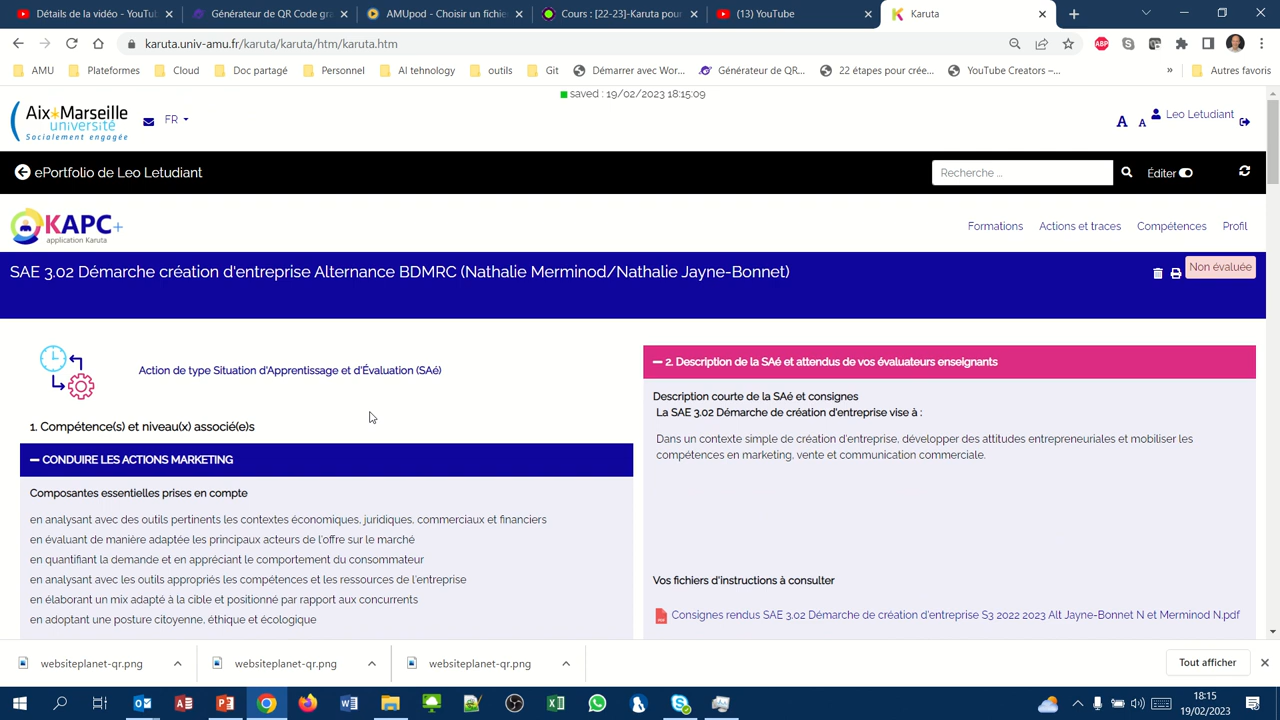 Détails de la vidéo - YouTube
Générateur de QR Code gra
AMUpod - Choisir un fichie
Cours : [22-23]-Karuta pour
(13) YouTube
Karuta
karuta.univ-amu.fr/karuta/karuta/htm/karuta.htm
AMU
Plateformes
Cloud
Doc partagé
Personnel
AI tehnology
outils
Git
Démarrer avec Wor...
Générateur de QR...
22 étapes pour crée...
YouTube Creators –...
»
Autres favoris
saved : 19/02/2023 18:15:09
Aix*Marseille
université
Socialement engagée
FR
A
A
Leo Letudiant
ePortfolio de Leo Letudiant
Recherche ...
Éditer
KAPC+
application Karuta
Formations
Actions et traces
Compétences
Profil
SAE 3.02 Démarche création d'entreprise Alternance BDMRC (Nathalie Merminod/Nathalie Jayne-Bonnet)
Non évaluée
Action de type Situation d'Apprentissage et d'Évaluation (SAé)
1. Compétence(s) et niveau(x) associé(e)s
CONDUIRE LES ACTIONS MARKETING
Composantes essentielles prises en compte
en analysant avec des outils pertinents les contextes économiques, juridiques, commerciaux et financiers
en évaluant de manière adaptée les principaux acteurs de l'offre sur le marché
en quantifiant la demande et en appréciant le comportement du consommateur
en analysant avec les outils appropriés les compétences et les ressources de l'entreprise
en élaborant un mix adapté à la cible et positionné par rapport aux concurrents
en adoptant une posture citoyenne, éthique et écologique
2. Description de la SAé et attendus de vos évaluateurs enseignants
Description courte de la SAé et consignes
La SAE 3.02 Démarche de création d'entreprise vise à :
Dans un contexte simple de création d'entreprise, développer des attitudes entrepreneuriales et mobiliser les
compétences en marketing, vente et communication commerciale.
Vos fichiers d'instructions à consulter
Consignes rendus SAE 3.02 Démarche de création d'entreprise S3 2022 2023 Alt Jayne-Bonnet N et Merminod N.pdf
websiteplanet-qr.png
websiteplanet-qr.png
websiteplanet-qr.png
Tout afficher
18:15
19/02/2023